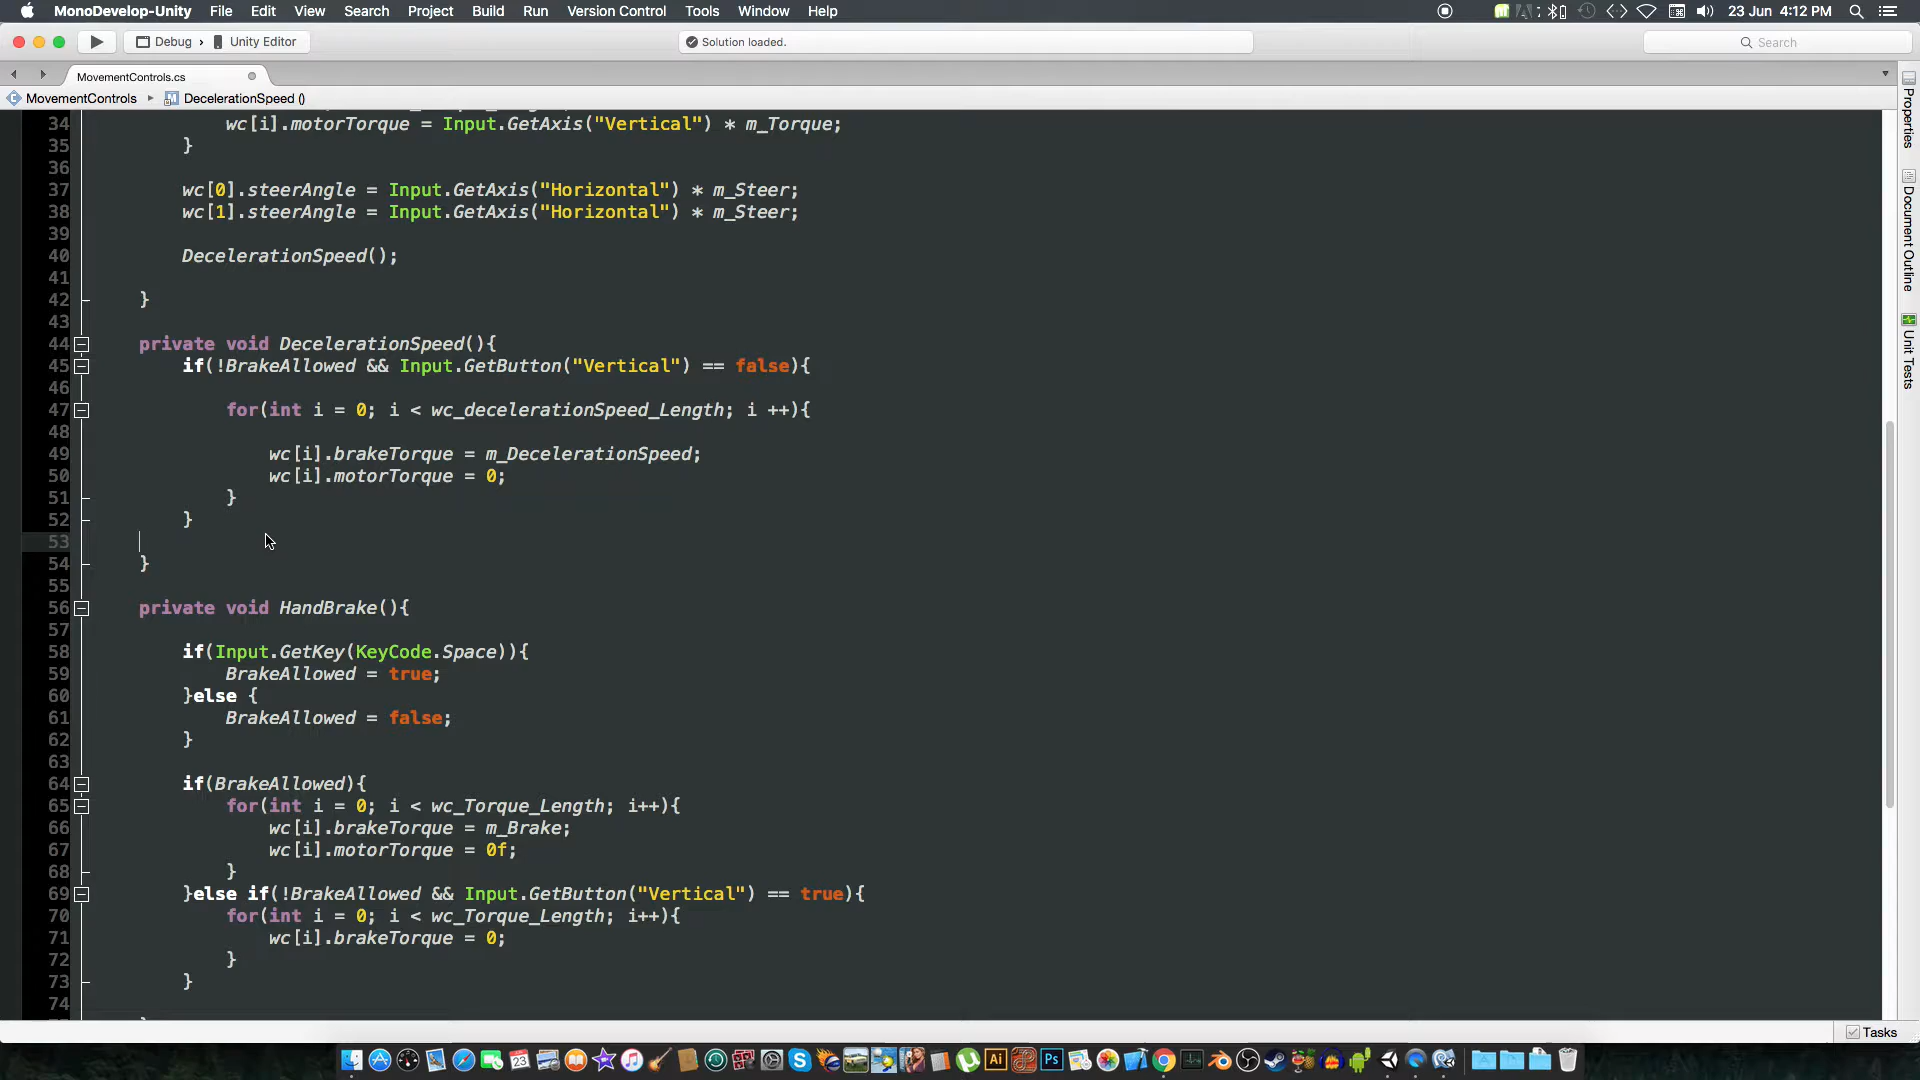 MonoDevelop-Unity File Edit View Search Project Build Run Version Control Tools Window Help 23 Jun 4:12 PM
Debug › Unity Editor Solution loaded. Search
MovementControls.cs
MovementControls DecelerationSpeed ()
34 wc[i].motorTorque = Input.GetAxis("Vertical") * m_Torque;
35 }
36
37 wc[0].steerAngle = Input.GetAxis("Horizontal") * m_Steer;
38 wc[1].steerAngle = Input.GetAxis("Horizontal") * m_Steer;
39
40 DecelerationSpeed();
41
42 }
43
44 private void DecelerationSpeed(){
45 if(!BrakeAllowed && Input.GetButton("Vertical") == false){
46
47 for(int i = 0; i < wc_decelerationSpeed_Length; i ++){
48
49 wc[i].brakeTorque = m_DecelerationSpeed;
50 wc[i].motorTorque = 0;
51 }
52 }
53
54 }
55
56 private void HandBrake(){
57
58 if(Input.GetKey(KeyCode.Space)){
59 BrakeAllowed = true;
60 }else {
61 BrakeAllowed = false;
62 }
63
64 if(BrakeAllowed){
65 for(int i = 0; i < wc_Torque_Length; i++){
66 wc[i].brakeTorque = m_Brake;
67 wc[i].motorTorque = 0f;
68 }
69 }else if(!BrakeAllowed && Input.GetButton("Vertical") == true){
70 for(int i = 0; i < wc_Torque_Length; i++){
71 wc[i].brakeTorque = 0;
72 }
73 }
74
Properties
Document Outline
Unit Tests
Tasks